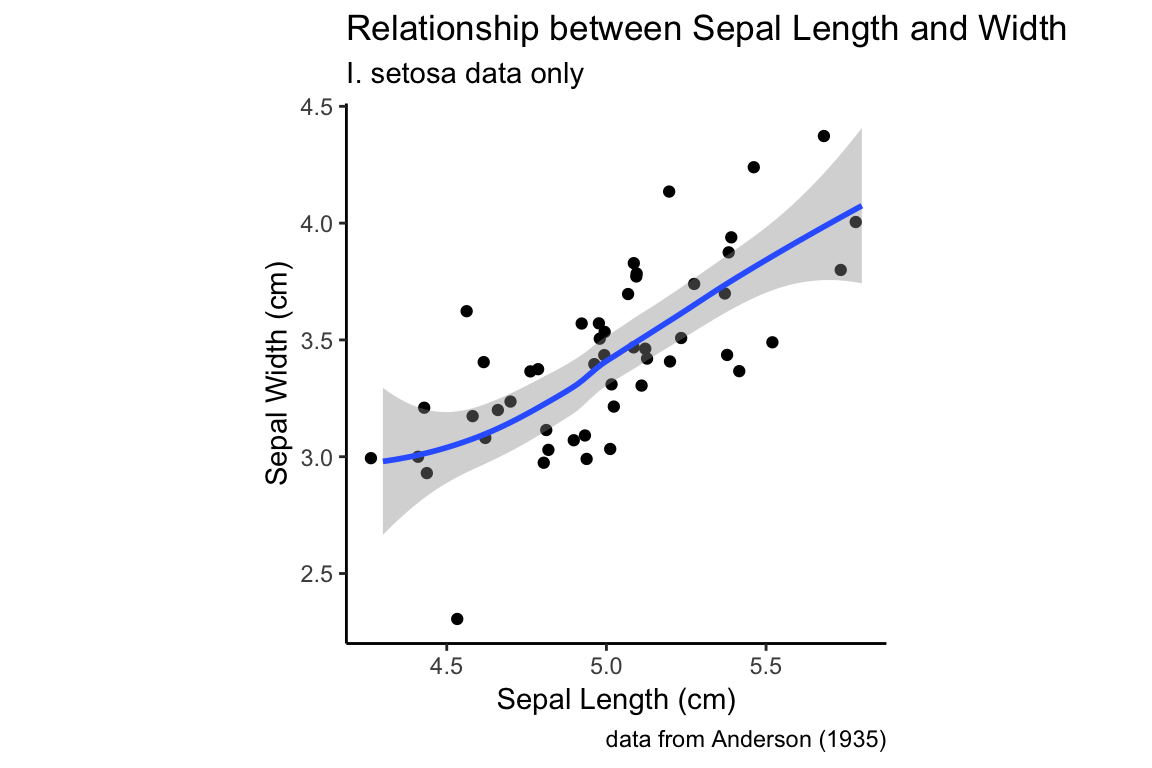 Relationship between Sepal Length and Width
I. setosa data only
4.5
4.0
3.5
3.0
2.5
Sepal Width (cm)
4.5 5.0 5.5
Sepal Length (cm)
data from Anderson (1935)